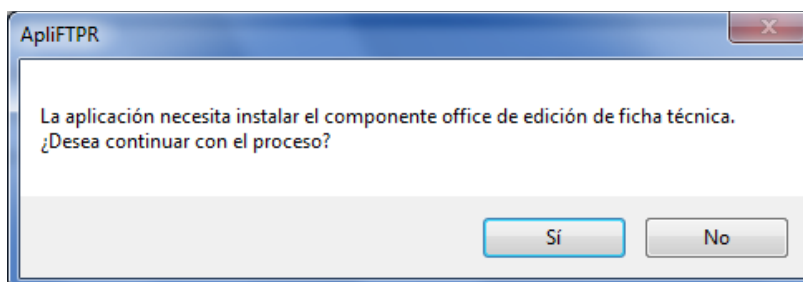 ApliFTPR
La aplicación necesita instalar el componente office de edición de ficha técnica.
¿Desea continuar con el proceso?
Sí
No